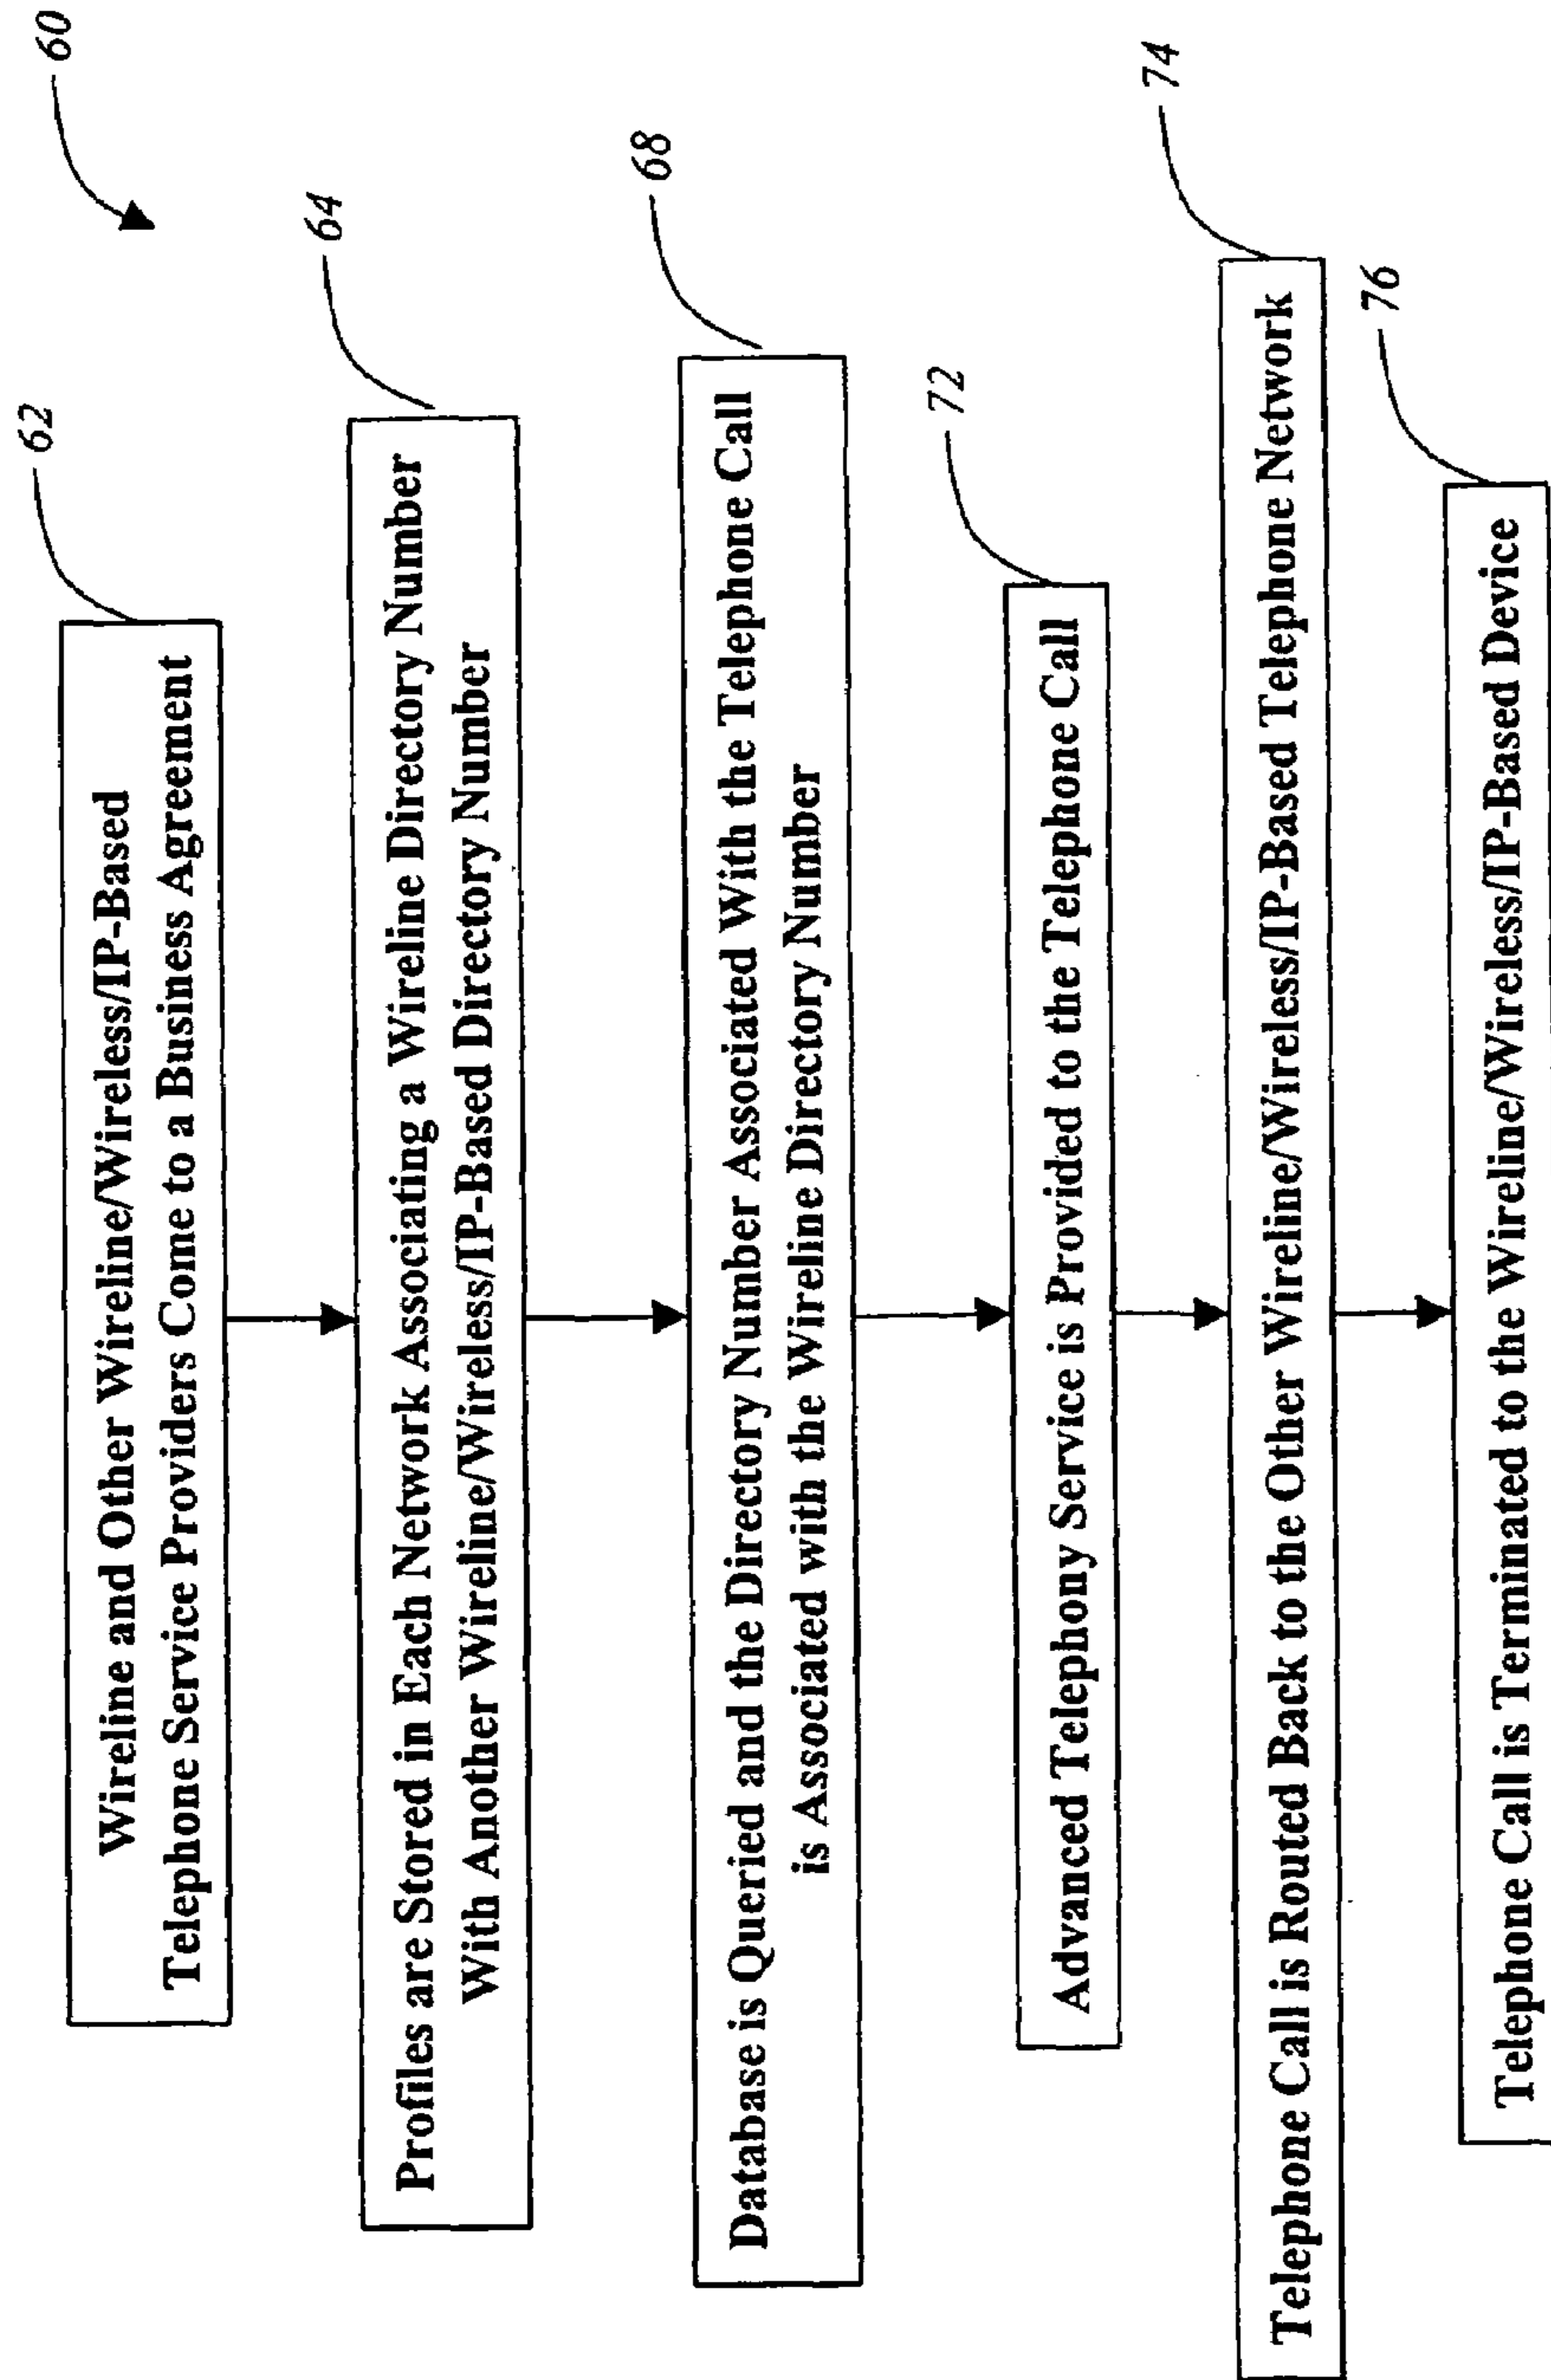 60
62
Wireline and Other Wireline/Wireless/IP-Based
Telephone Service Providers Come to a Business Agreement
64
Profiles are Stored in Each Network Associating a Wireline Directory Number
With Another Wireline/Wireless/IP-Based Directory Number
68
Database is Queried and the Directory Number Associated With the Telephone Call
is Associated with the Wireline Directory Number
72
Advanced Telephony Service is Provided to the Telephone Call
74
Telephone Call is Routed Back to the Other Wireline/Wireless/IP-Based Telephone Network
76
Telephone Call is Terminated to the Wireline/Wireless/IP-Based Device